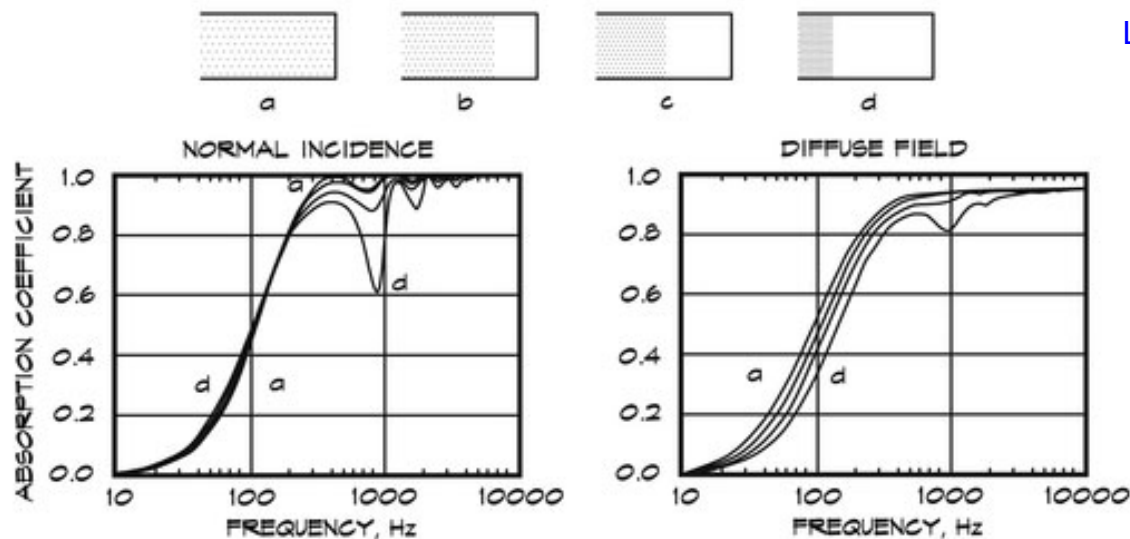 L
a b c d
NORMAL INCIDENCE DIFFUSE FIELD
ABSORPTION COEFFICIENT
1.0
0.8
0.6
0.4
0.2
0.0
a
d
d a
10 100 1000 10000
FREQUENCY, Hz
1.0
0.8
0.6
0.4
0.2
0.0
a d
10 100 1000 10000
FREQUENCY, Hz